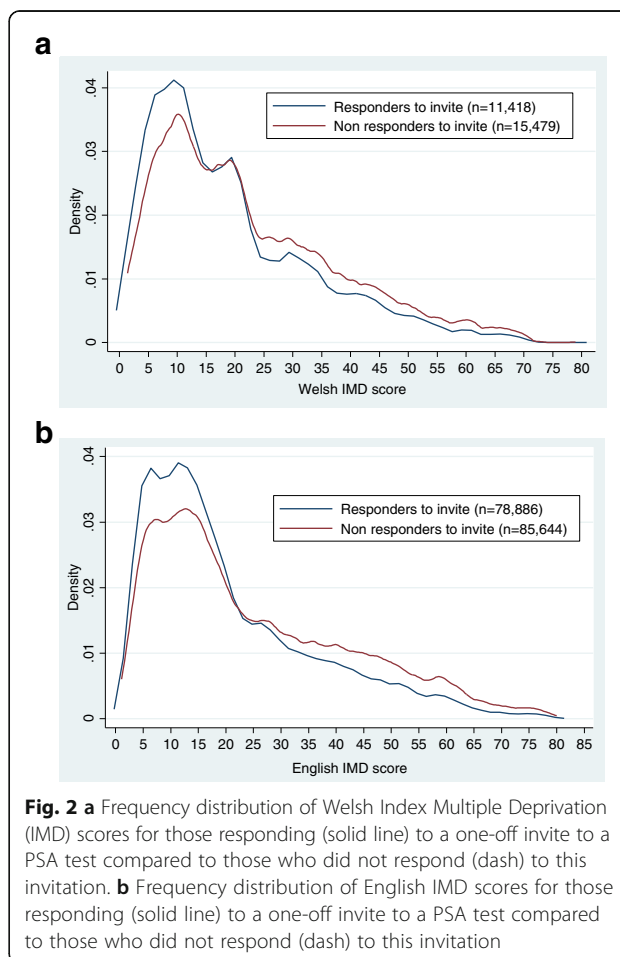 a
.04
.03
.02
.01
0
Density
Responders to invite (n=11,418)
Non responders to invite (n=15,479)
0 5 10 15 20 25 30 35 40 45 50 55 60 65 70 75 80
Welsh IMD score
b
.04
.03
.02
.01
0
Density
Responders to invite (n=78,886)
Non responders to invite (n=85,644)
0 5 10 15 20 25 30 35 40 45 50 55 60 65 70 75 80 85
English IMD score
Fig. 2 a Frequency distribution of Welsh Index Multiple Deprivation
(IMD) scores for those responding (solid line) to a one-off invite to a
PSA test compared to those who did not respond (dash) to this
invitation. b Frequency distribution of English IMD scores for those
responding (solid line) to a one-off invite to a PSA test compared
to those who did not respond (dash) to this invitation